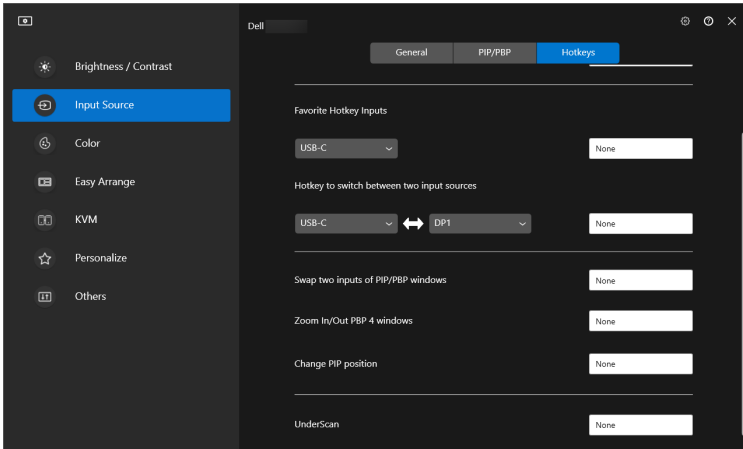 Dell
General PIP/PBP Hotkeys
Brightness / Contrast
Input Source
Color
Easy Arrange
KVM
Personalize
Others
Favorite Hotkey Inputs
USB-C None
Hotkey to switch between two input sources
USB-C DP1 None
Swap two inputs of PIP/PBP windows None
Zoom In/Out PBP 4 windows None
Change PIP position None
UnderScan None